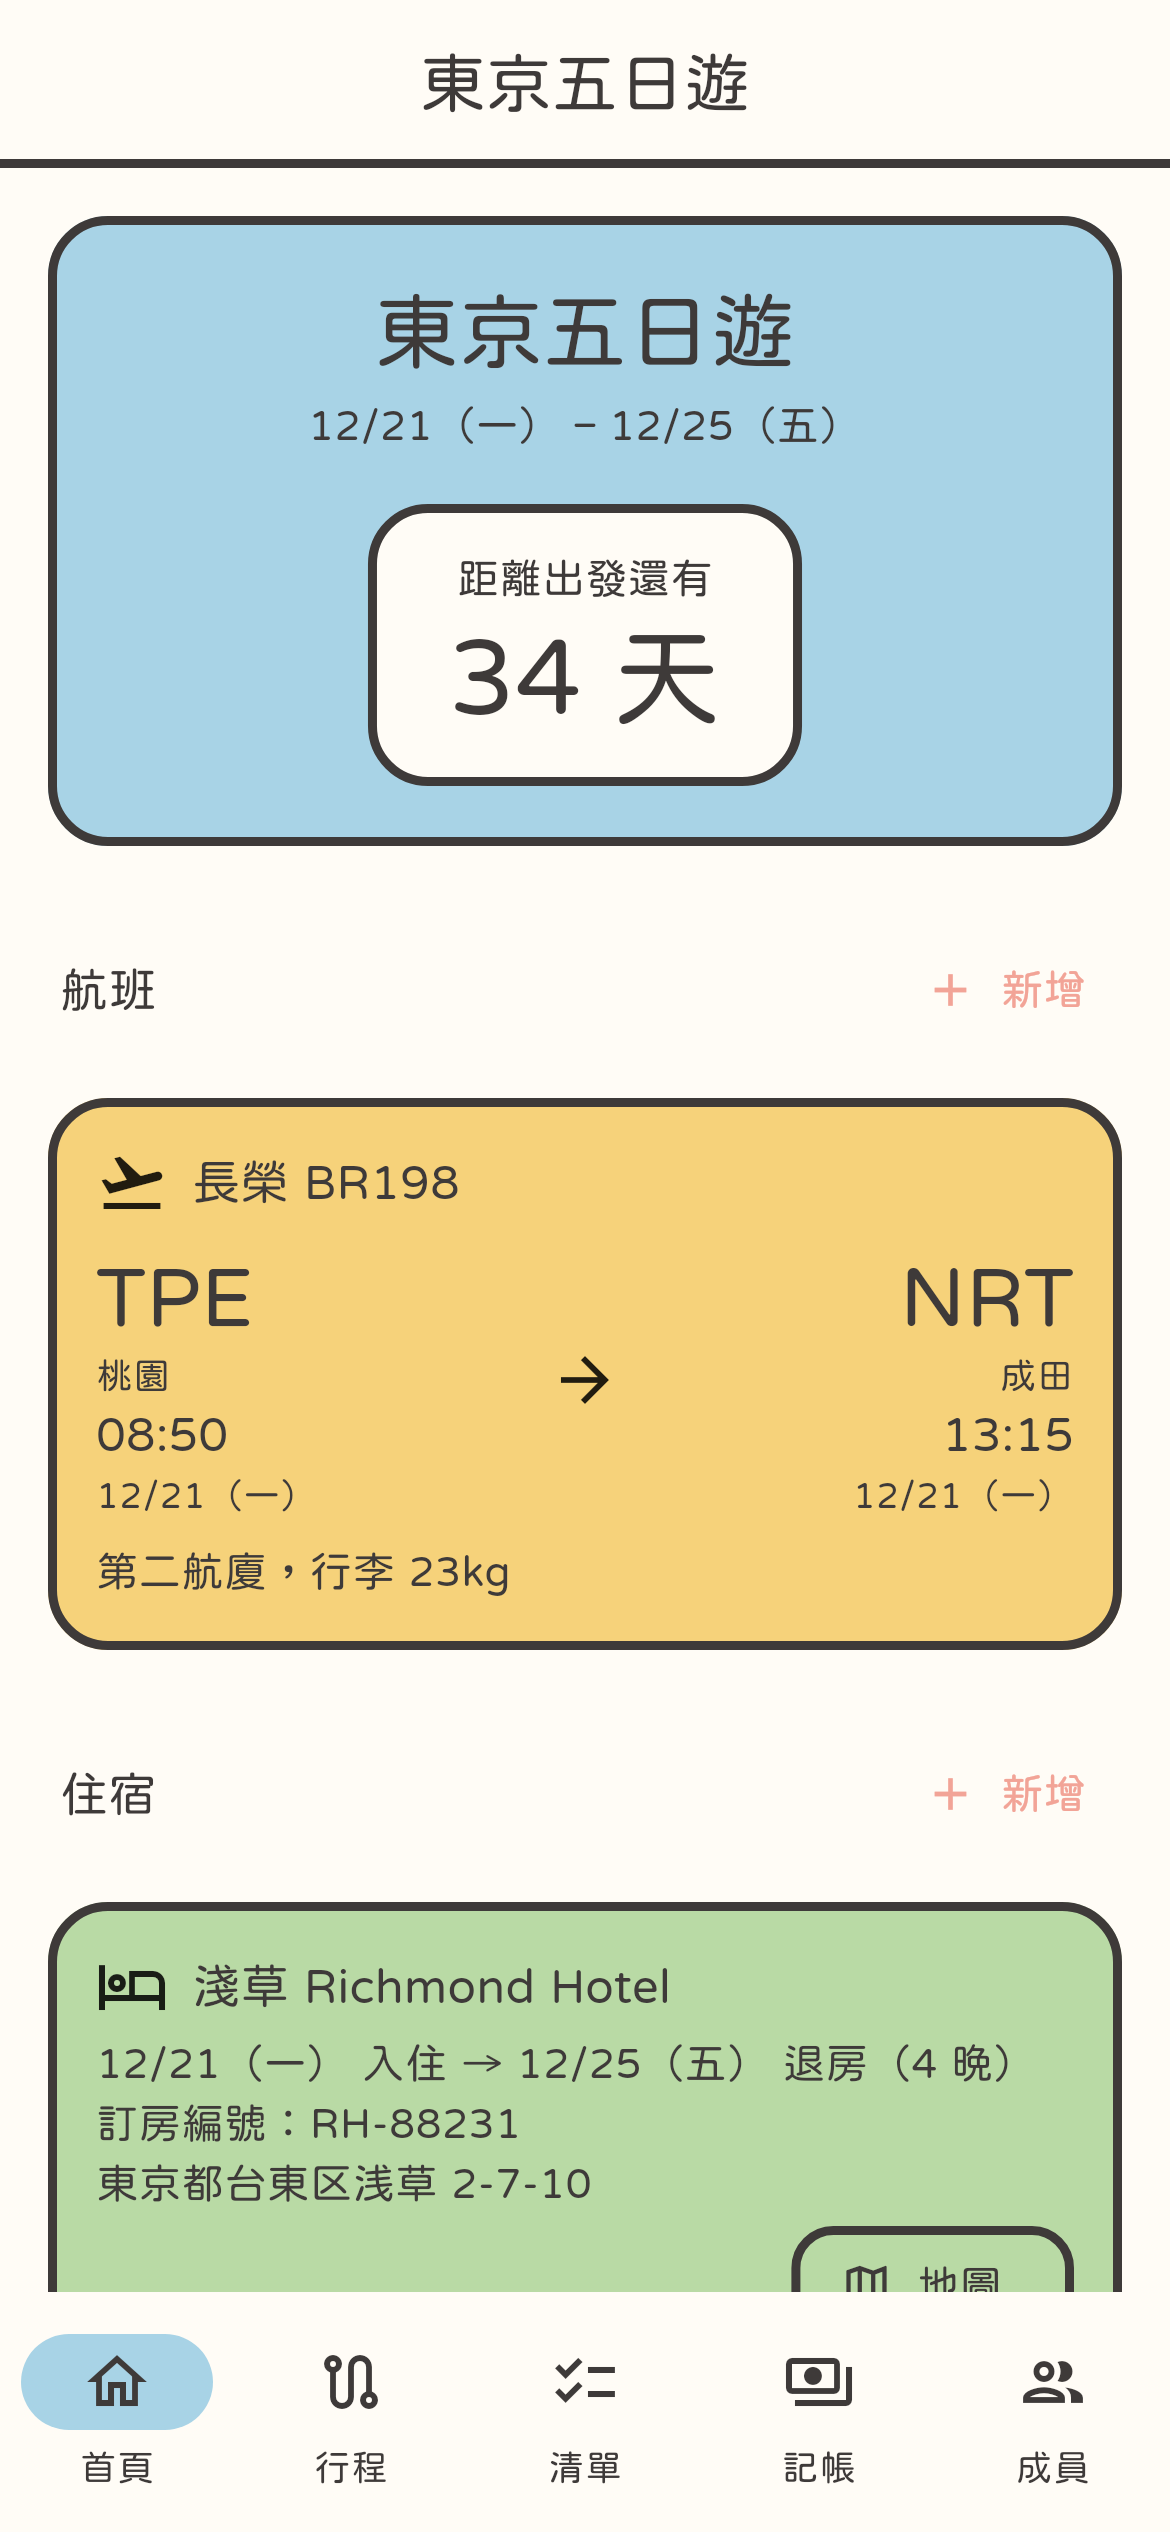 東京五日遊
東京五日遊
12/21（一） – 12/25（五）
距離出發還有
34 天
航班
+ 新增
長榮 BR198
TPE
NRT
桃園
成田
08:50
13:15
12/21（一）
12/21（一）
第二航廈，行李 23kg
住宿
+ 新增
淺草 Richmond Hotel
12/21（一） 入住 → 12/25（五） 退房（4 晚）
訂房編號：RH-88231
東京都台東区浅草 2-7-10
地圖
首頁
行程
清單
記帳
成員